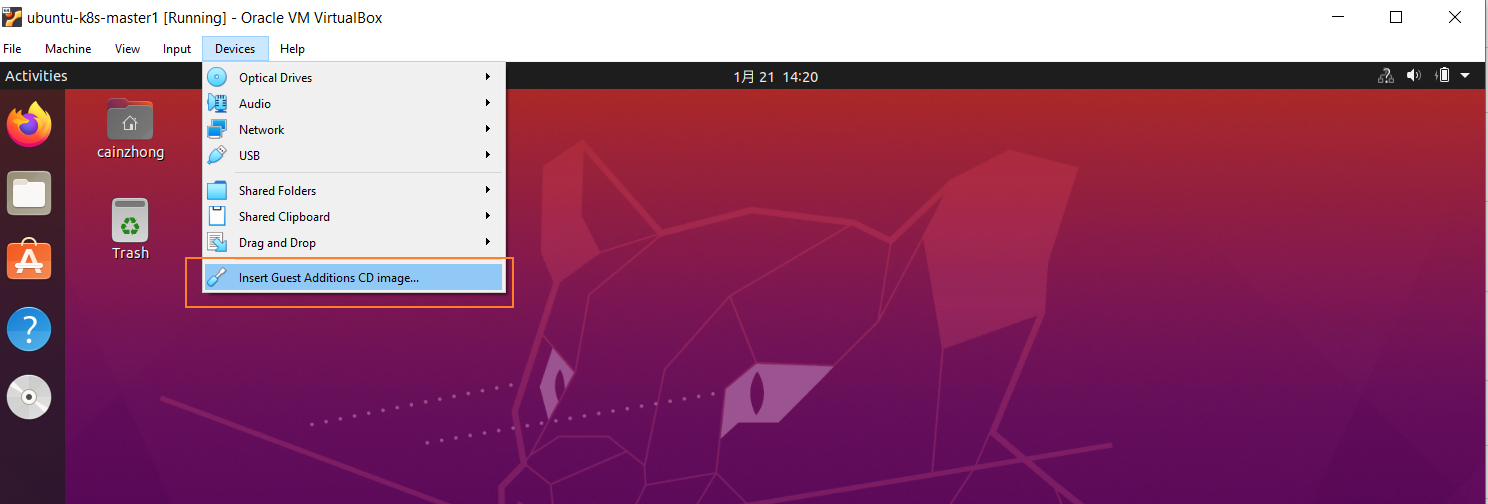 ubuntu-k8s-master1 [Running] - Oracle VM VirtualBox
File Machine View Input Devices Help
Activities
1月 21 14:20
Optical Drives
Audio
Network
USB
Shared Folders
Shared Clipboard
Drag and Drop
Insert Guest Additions CD image...
cainzhong
Trash